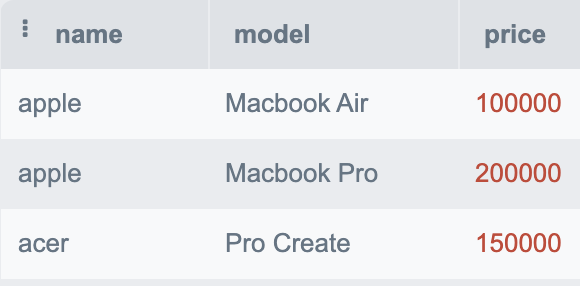 name model price
apple Macbook Air 100000
apple Macbook Pro 200000
acer Pro Create 150000